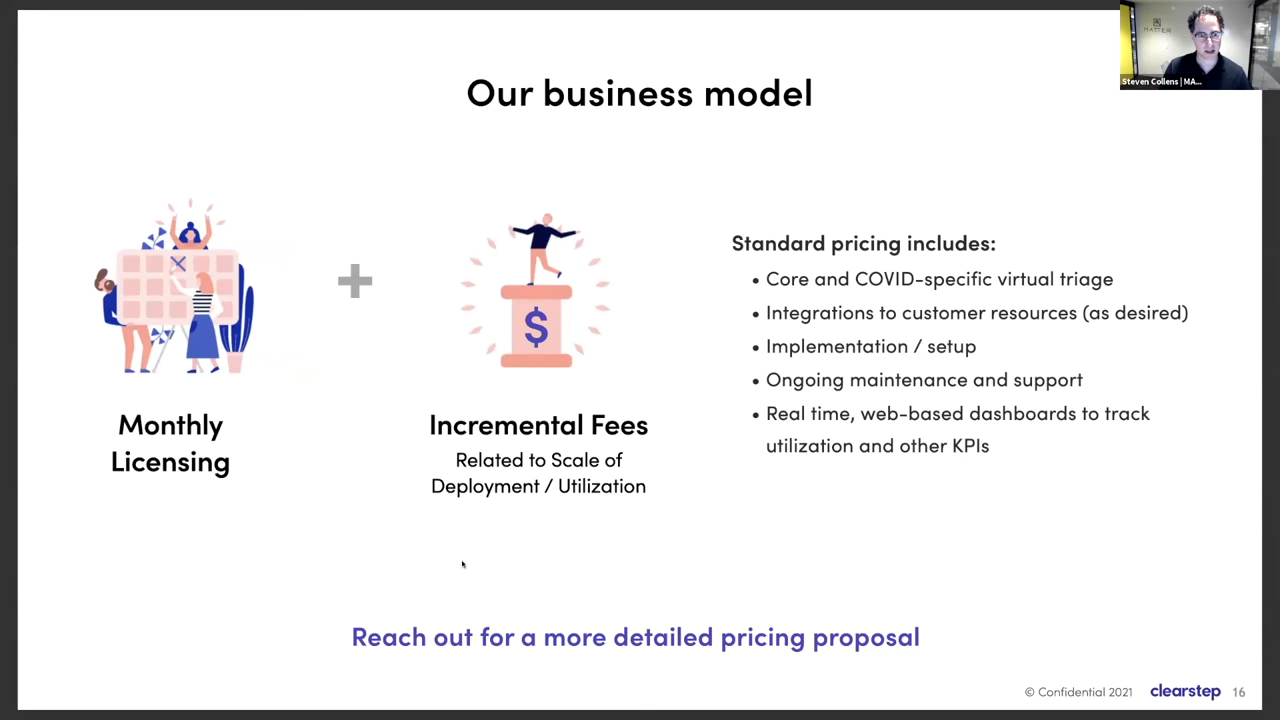 Our business model
MATTER
Steven Collens | MA...
Monthly
Licensing
Incremental Fees
Related to Scale of
Deployment / Utilization
$
Standard pricing includes:
• Core and COVID-specific virtual triage
• Integrations to customer resources (as desired)
• Implementation / setup
• Ongoing maintenance and support
• Real time, web-based dashboards to track
utilization and other KPIs
Reach out for a more detailed pricing proposal
© Confidential 2021 clearstep 16